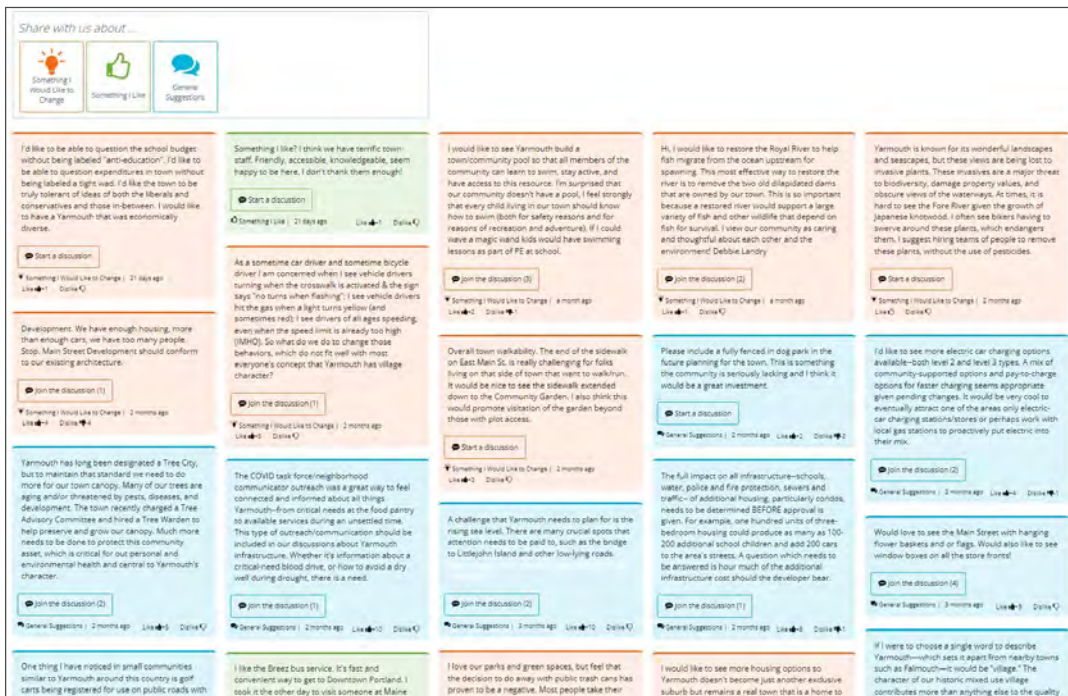 Share with us about ...
Something I
Would Like to
Change
Something I Like
General
Suggestions
I'd like to be able to question the school budget
without being labeled "anti-education". I'd like to
be able to question expenditures in town without
being labeled a tight wad. I'd like the town to be
truly tolerant of ideas of both the liberals and
conservatives and those in-between. I would like
to have a Yarmouth that was economically
diverse.
Start a discussion
Something I Would Like to Change | 21 days ago
Like 1 Dislike
Development. We have enough housing, more
than enough cars, we have too many people.
Stop. Main Street Development should conform
to our existing architecture.
Join the discussion (1)
Something I Would Like to Change | 2 months ago
Like 4 Dislike 4
Yarmouth has long been designated a Tree City,
but to maintain that standard we need to do
more for our town canopy. Many of our trees are
aging and/or threatened by pests, diseases, and
development. The town recently charged a Tree
Advisory Committee and hired a Tree Warden to
help preserve and grow our canopy. Much more
needs to be done to protect this community
asset, which is critical for out personal and
environmental health and central to Yarmouth's
character.
Join the discussion (2)
General Suggestions | 2 months ago Like Dislike
One thing I have noticed in small communities
similar to Yarmouth around this country is golf
cars being registered for use on public roads with
Something I like? I think we have terrific town
staff. Friendly, accessible, knowledgeable, seem
happy to be here. I don't thank them enough!
Start a discussion
Something I Like | 21 days ago Like 1 Dislike
As a sometime car driver and sometime bicycle
driver I am concerned when I see vehicle drivers
turning when the crosswalk is activated & the sign
says "no turns when flashing"; I see vehicle drivers
hit the gas when a light turns yellow (and
sometimes red); I see drivers of all ages speeding,
even when the speed limit is already too high
(IMHO). So what do we do to change those
behaviors, which do not fit well with most
everyone's concept that Yarmouth has village
character?
Join the discussion (1)
Something I Would Like to Change | 2 months ago
Like Dislike
The COVID task force/neighborhood
communicator outreach was a great way to feel
connected and informed about all things
Yarmouth--from critical needs at the food pantry
to available services during an unsettled time.
This type of outreach/communication should be
included in our discussions about Yarmouth
infrastructure. Whether it's information about a
critical-need blood drive, or how to avoid a dry
well during drought, there is a need.
Join the discussion (1)
General Suggestions | 2 months ago Like 10 Dislike
I like the Breez bus service. It's fast and
convenient way to get to Downtown Portland. I
took it the other day to visit someone at Maine
I would like to see Yarmouth build a
town/community pool so that all members of the
community can learn to swim, stay active, and
have access to this resource. I'm surprised that
our community doesn't have a pool, I feel strongly
that every child living in our town should know
how to swim (both for safety reasons and for
reasons of recreation and adventure). If I could
wave a magic wand kids would have swimming
lessons as part of PE at school.
Join the discussion (3)
Something I Would Like to Change | a month ago
Like 2 Dislike 1
Overall town walkability. The end of the sidewalk
on East Main St. is really challenging for folks
living on that side of town that want to walk/run.
It would be nice to see the sidewalk extended
down to the Community Garden. I also think this
would promote visitation of the garden beyond
those with plot access.
Start a discussion
Something I Would Like to Change | 2 months ago
Like Dislike
A challenge that Yarmouth needs to plan for is the
rising sea level. There are many crucial spots that
attention needs to be paid to, such as the bridge
to Littlejohn Island and other low-lying roads.
Join the discussion (2)
General Suggestions | 3 months ago Like 10 Dislike
I love our parks and green spaces, but feel that
the decision to do away with public trash cans has
proven to be a negative. Most people take their
Hi, I would like to restore the Royal River to help
fish migrate from the ocean upstream for
spawning. This most effective way to restore the
river is to remove the two old dilapidated dams
that are owned by our town. This is so important
because a restored river would support a large
variety of fish and other wildlife that depend on
fish for survival. I view our community as caring
and thoughtful about each other and the
environment! Debbie Landry
Join the discussion (2)
Something I Would Like to Change | a month ago
Like Dislike
Please include a fully fenced in dog park in the
future planning for the town. This is something
the community is seriously lacking and I think it
would be a great investment.
Start a discussion
General Suggestions | 2 months ago Like 2 Dislike
The full impact on all infrastructure--schools,
water, police and fire protection, sewers and
traffic-- of additional housing, particularly condos,
needs to be determined BEFORE approval is
given. For example, one hundred units of three-
bedroom housing could produce as many as 100-
200 additional school children and add 200 cars
to the area's streets. A question which needs to
be answered is hour much of the additional
infrastructure cost should the developer bear.
Join the discussion (1)
General Suggestions | 2 months ago Like Dislike 1
I would like to see more housing options so
Yarmouth doesn't become just another exclusive
suburb but remains a real town that is a home to
Yarmouth is known for its wonderful landscapes
and seascapes, but these views are being lost to
invasive plants. These invasives are a major threat
to biodiversity, damage property values, and
obscure views of the waterways. At times, it is
hard to see the Fore River given the growth of
Japanese knotwood. I often see bikers having to
swerve around these plants, which endangers
them. I suggest hiring teams of people to remove
these plants, without the use of pesticides.
Start a discussion
Something I Would Like to Change | 2 months ago
Like Dislike
I'd like to see more electric car charging options
available--both level 2 and level 3 types. A mix of
community-supported options and pay-to-charge
options for faster charging seems appropriate
given pending changes. It would be very cool to
eventually attract one of the areas only electric-
car charging stations/stores or perhaps work with
local gas stations to proactively put electric into
their mix.
Join the discussion (2)
General Suggestions | 3 months ago Like 4 Dislike 1
Would love to see the Main Street with hanging
flower baskets and or flags. Would also like to see
window boxes on all the store fronts!
Join the discussion (4)
General Suggestions | 3 months ago Like Dislike
If I were to choose a single word to describe
Yarmouth—which sets it apart from nearby towns
such as Falmouth—it would be "village." The
character of our historic mixed use village
contributes more than anything else to the quality